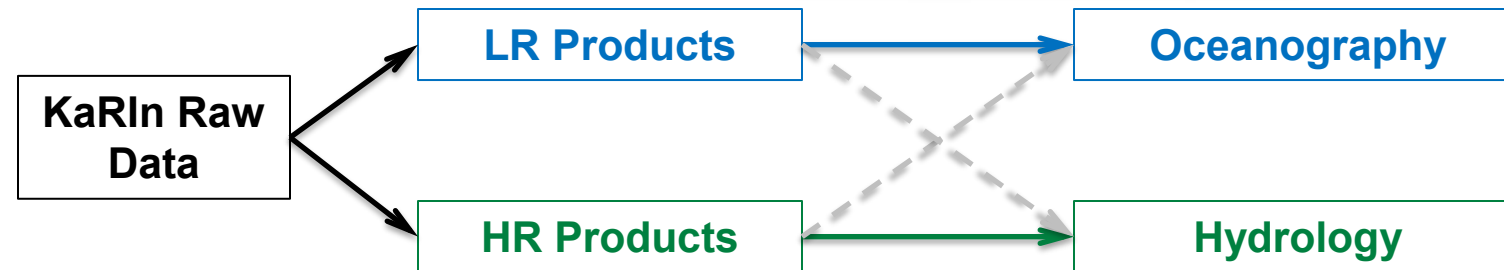 LR Products
Oceanography
KaRIn Raw
Data
HR Products
Hydrology